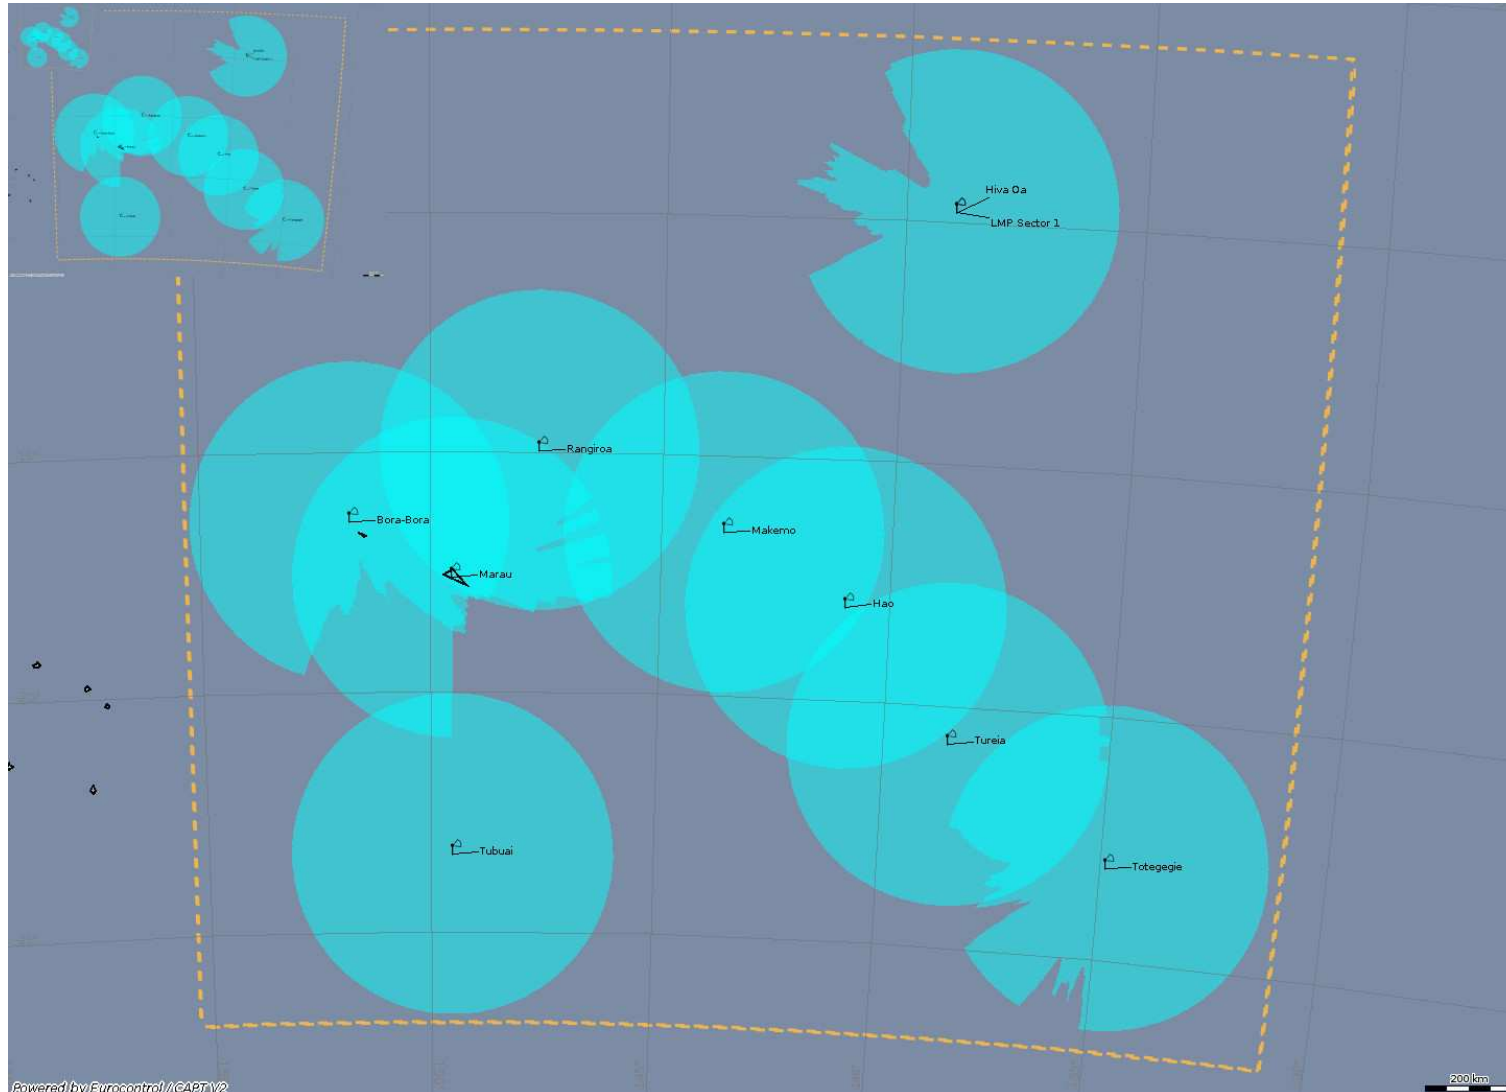 Hiva Oa
LMP Sector 1
Rangiroa
Bora-Bora
Makemo
Marau
Hao
Tureia
Tubuai
Totegegie
200 km
Powered by Eurocontrol / CAPT V2